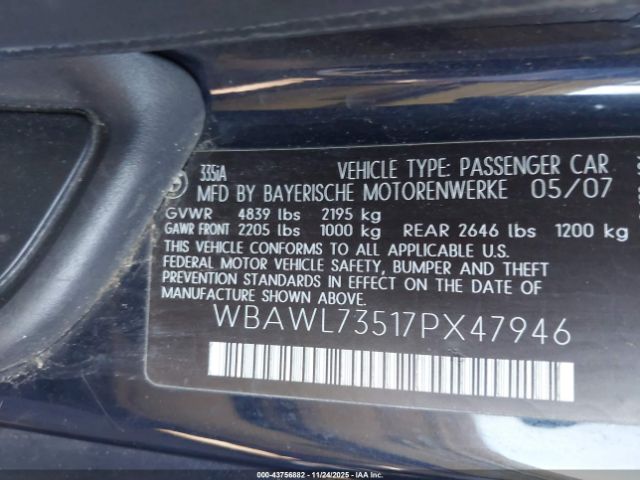 335iA
VEHICLE TYPE: PASSENGER CAR
MFD BY BAYERISCHE MOTORENWERKE 05/07
GVWR 4839 lbs 2195 kg
GAWR FRONT 2205 lbs 1000 kg REAR 2646 lbs 1200 kg
THIS VEHICLE CONFORMS TO ALL APPLICABLE U.S.
FEDERAL MOTOR VEHICLE SAFETY, BUMPER AND THEFT
PREVENTION STANDARDS IN EFFECT ON THE DATE OF
MANUFACTURE SHOWN ABOVE.
WBAWL73517PX47946
000-43756882 - 11/24/2025 - IAA Inc.